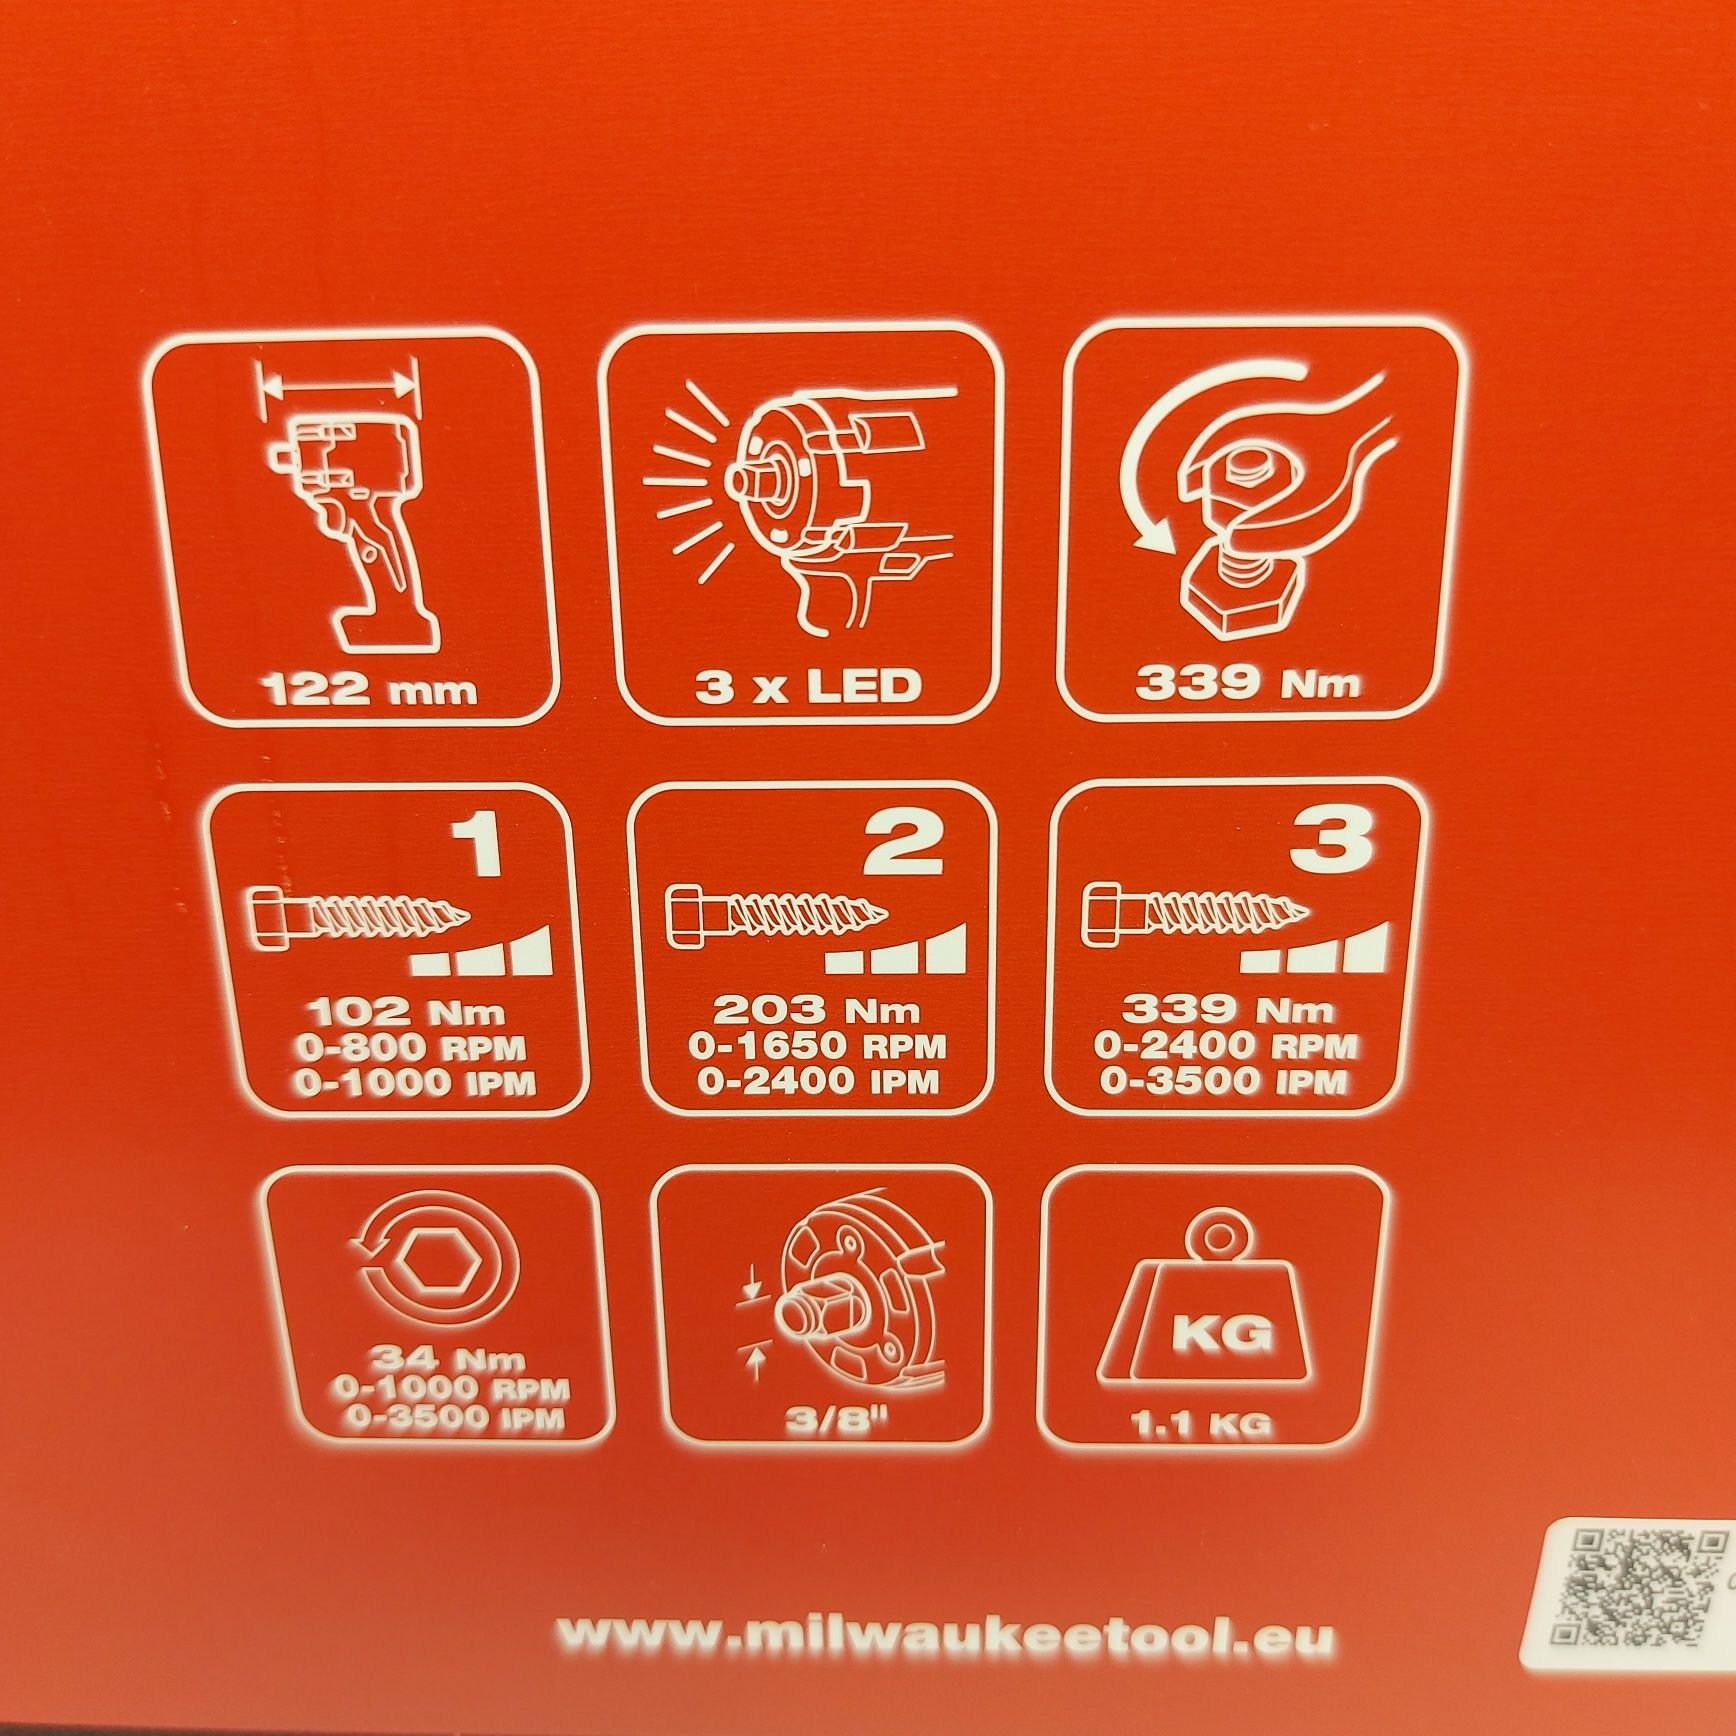 122 mm
3 x LED
339 Nm
1
102 Nm
0-800 RPM
0-1000 IPM
2
203 Nm
0-1650 RPM
0-2400 IPM
3
339 Nm
0-2400 RPM
0-3500 IPM
34 Nm
0-1000 RPM
0-3500 IPM
3/8"
KG
1.1 KG
www.milwaukeetool.eu